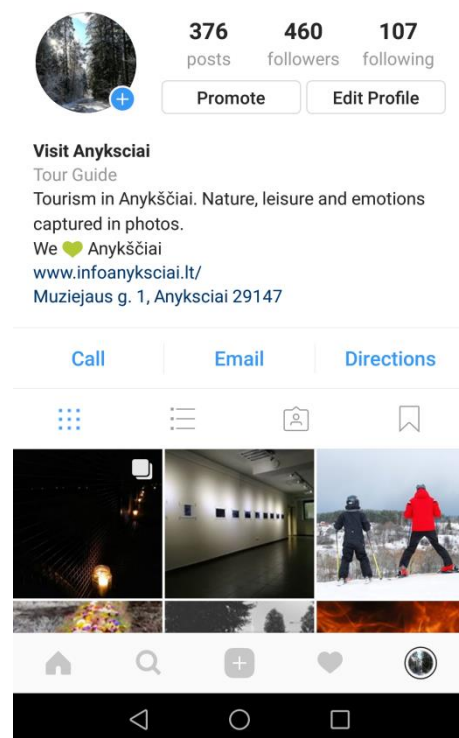 376 460 107
posts followers following
Promote Edit Profile
Visit Anyksciai
Tour Guide
Tourism in Anykščiai. Nature, leisure and emotions
captured in photos.
We 💚 Anykščiai
www.infoanyksciai.lt/
Muziejaus g. 1, Anyksciai 29147
Call Email Directions